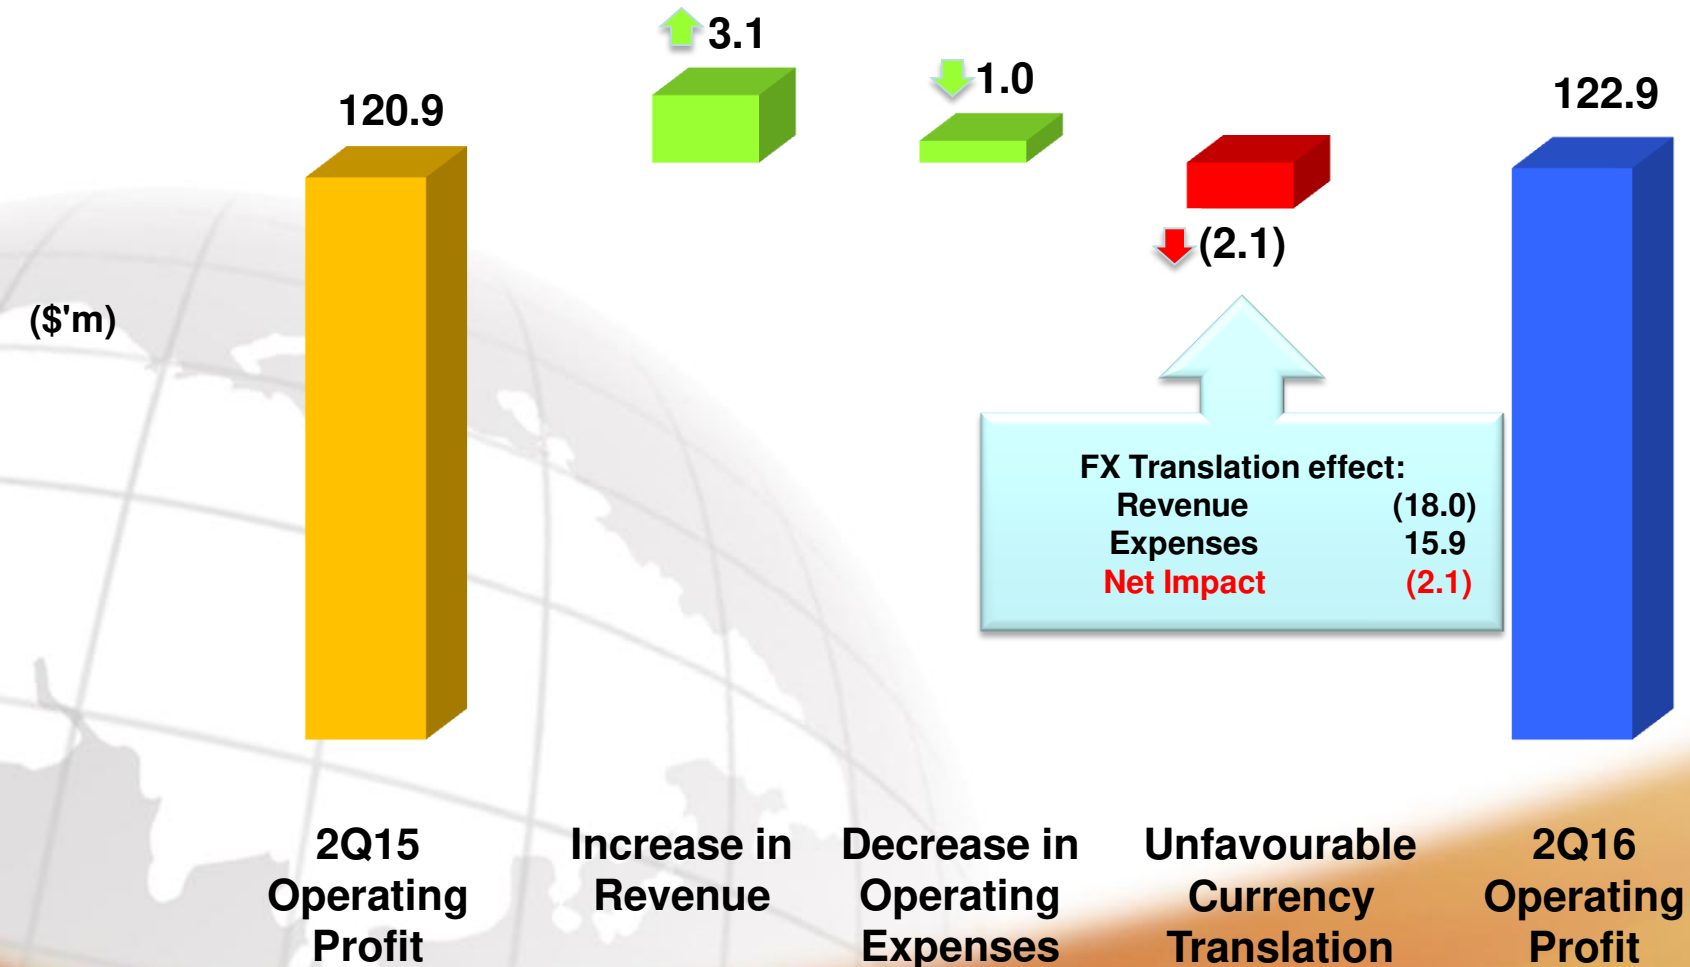 3.1
1.0
120.9
122.9
(2.1)
($'m)
FX Translation effect:
Revenue (18.0)
Expenses 15.9
Net Impact (2.1)
2Q15
Operating
Profit
Increase in
Revenue
Decrease in
Operating
Expenses
Unfavourable
Currency
Translation
2Q16
Operating
Profit